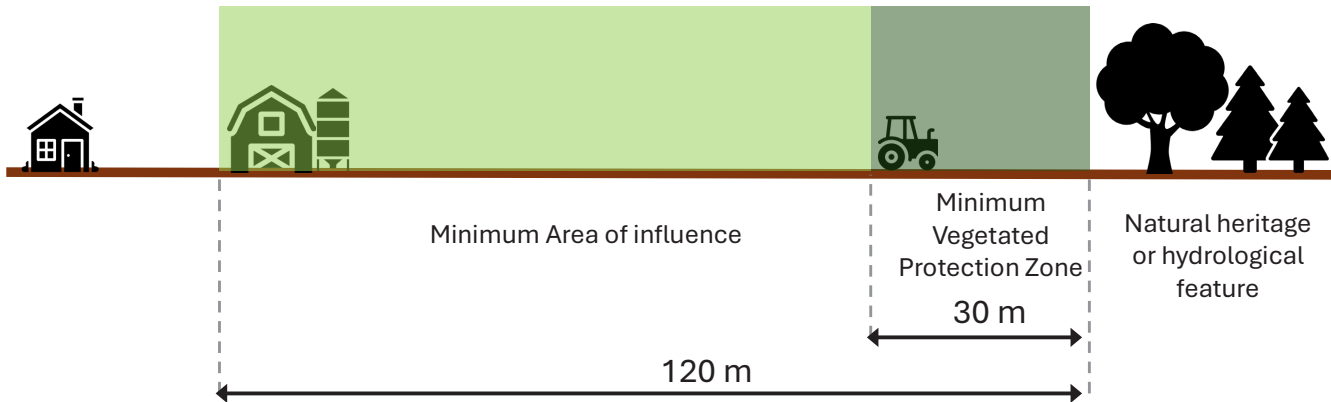 Minimum Area of influence
Minimum
Vegetated
Protection Zone
Natural heritage
or hydrological
feature
30 m
120 m